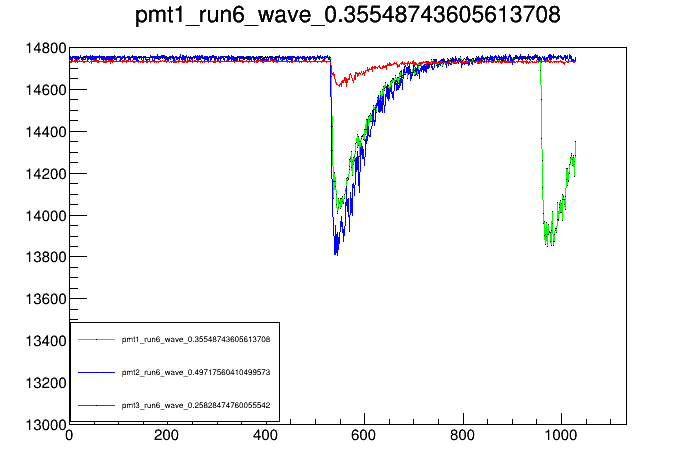 pmt1_run6_wave_0.35548743605613708
14800
14600
14400
14200
14000
13800
13600
13400
13200
13000
pmt1_run6_wave_0.35548743605613708
pmt2_run6_wave_0.49717560410499573
pmt3_run6_wave_0.25828474760055542
0 200 400 600 800 1000